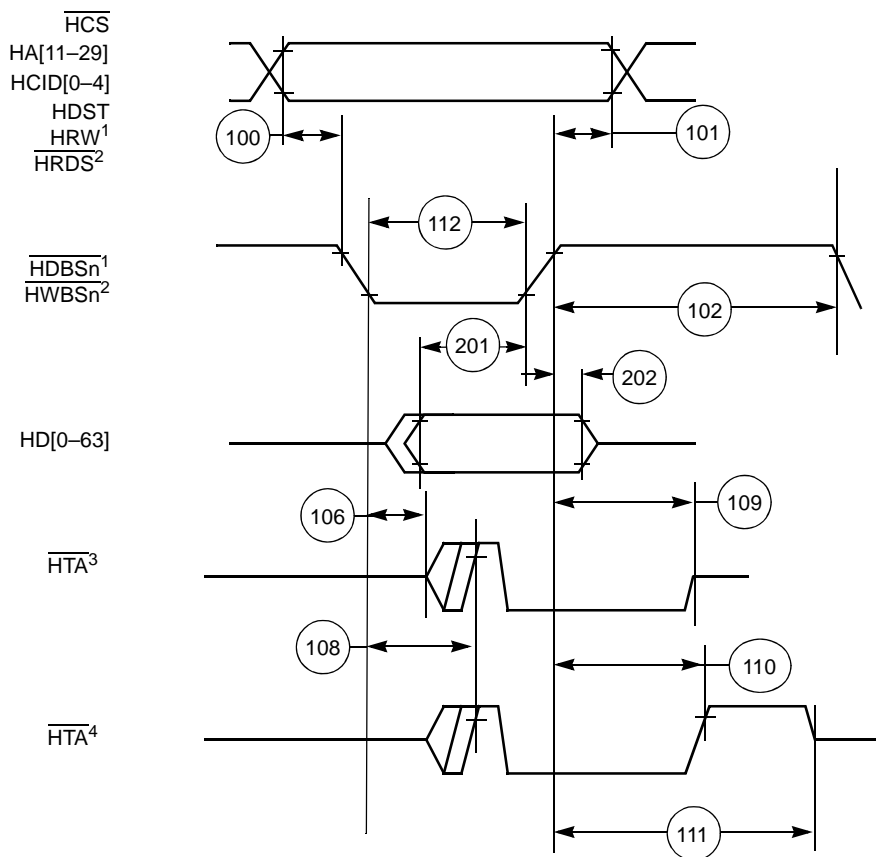 HCS
HA[11–29]
HCID[0–4]
HDST
HRW¹
HRDS²
100
101
112
HDBSn¹
HWBSn²
102
201
202
HD[0–63]
106
109
HTA³
108
110
HTA⁴
111